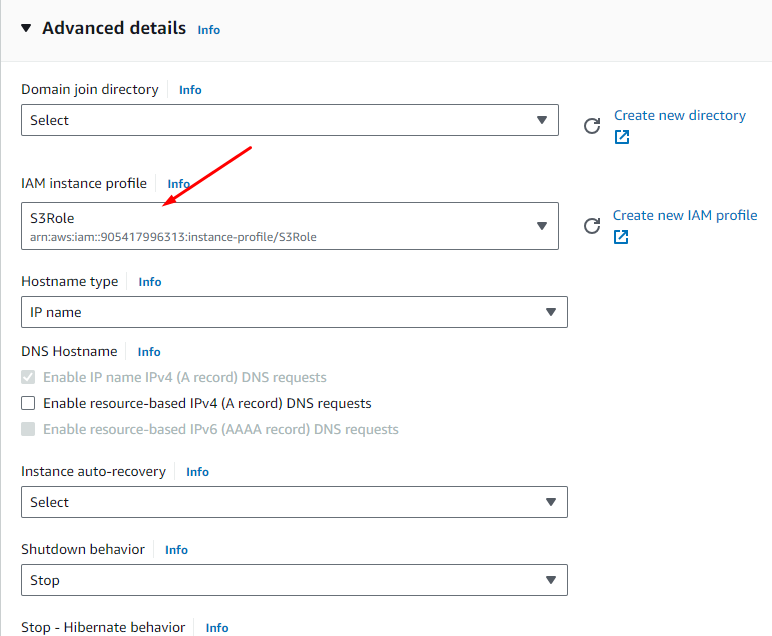 Advanced details Info
Domain join directory Info
Select
Create new directory
IAM instance profile Info
S3Role
arn:aws:iam::905417996313:instance-profile/S3Role
Create new IAM profile
Hostname type Info
IP name
DNS Hostname Info
Enable IP name IPv4 (A record) DNS requests
Enable resource-based IPv4 (A record) DNS requests
Enable resource-based IPv6 (AAAA record) DNS requests
Instance auto-recovery Info
Select
Shutdown behavior Info
Stop
Stop - Hibernate behavior Info